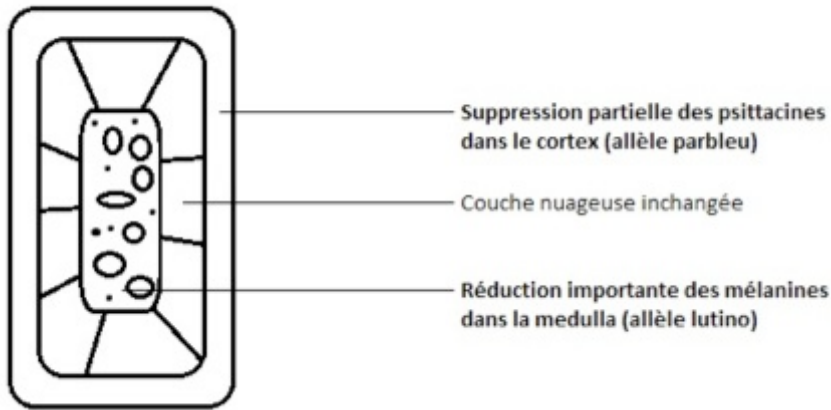 Suppression partielle des psittacines
dans le cortex (allèle parbleu)
Couche nuageuse inchangée
Réduction importante des mélanines
dans la medulla (allèle lutino)